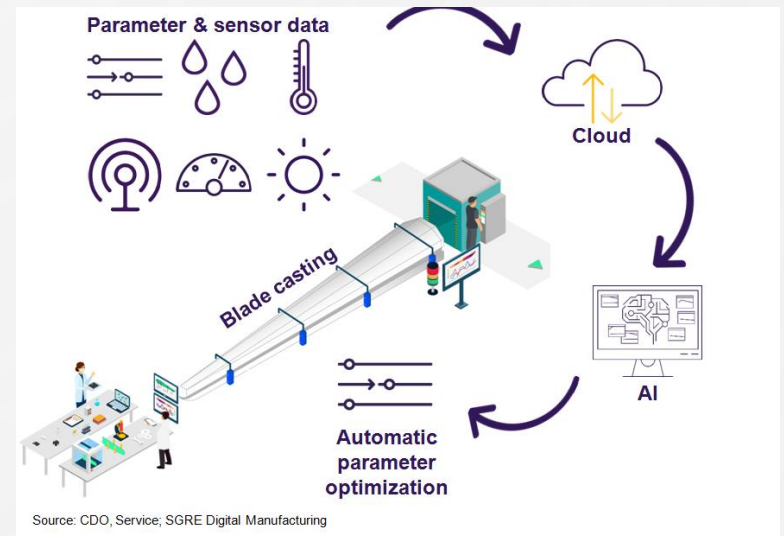 Parameter & sensor data
Cloud
Blade casting
AI
Automatic
parameter
optimization
Source: CDO, Service; SGRE Digital Manufacturing